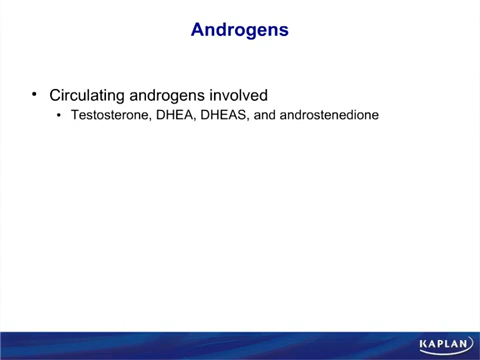 Androgens
• Circulating androgens involved
• Testosterone, DHEA, DHEAS, and androstenedione
KAPLAN